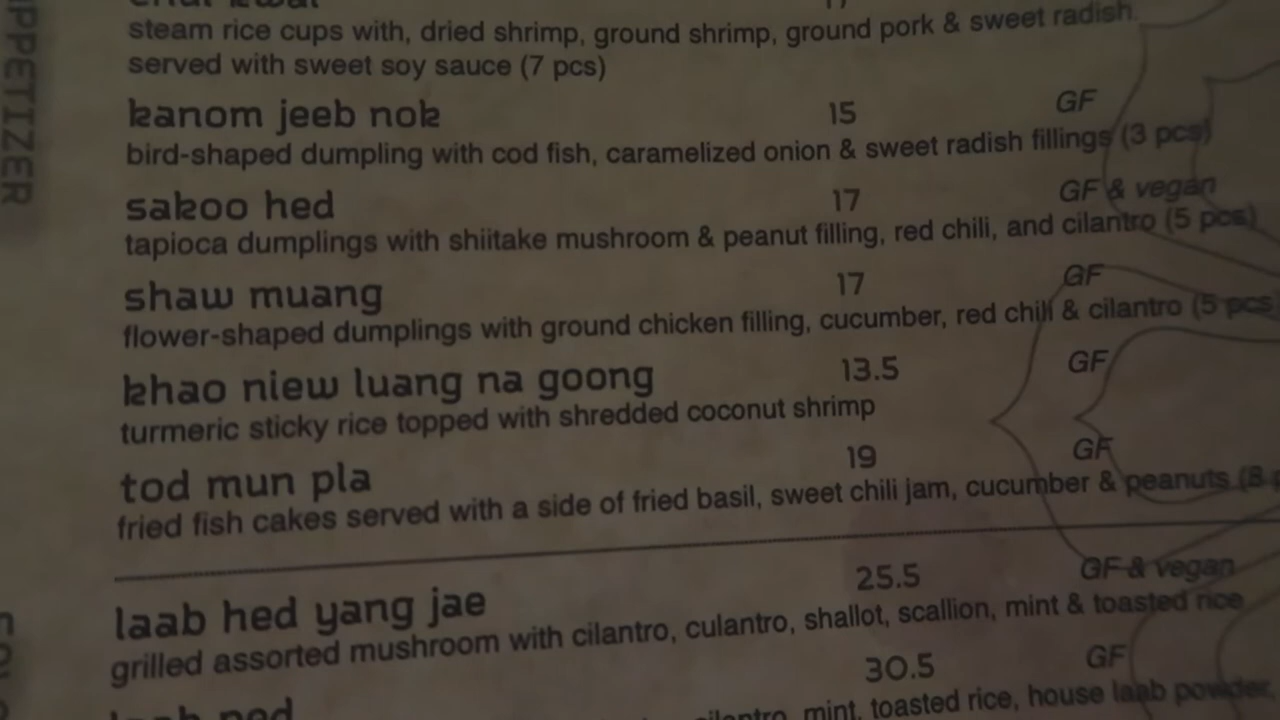 APPETIZER
steam rice cups with, dried shrimp, ground shrimp, ground pork & sweet radish.
served with sweet soy sauce (7 pcs)
kanom jeeb nok 15 GF
bird-shaped dumpling with cod fish, caramelized onion & sweet radish fillings (3 pcs)
sakoo hed 17 GF & vegan
tapioca dumplings with shiitake mushroom & peanut filling, red chili, and cilantro (5 pcs)
shaw muang 17 GF
flower-shaped dumplings with ground chicken filling, cucumber, red chili & cilantro (5 pcs
khao niew luang na goong 13.5 GF
turmeric sticky rice topped with shredded coconut shrimp
tod mun pla 19 GF
fried fish cakes served with a side of fried basil, sweet chili jam, cucumber & peanuts (8
laab hed yang jae 25.5 GF & vegan
grilled assorted mushroom with cilantro, culantro, shallot, scallion, mint & toasted rice
30.5 GF
mint, toasted rice, house laab powder,